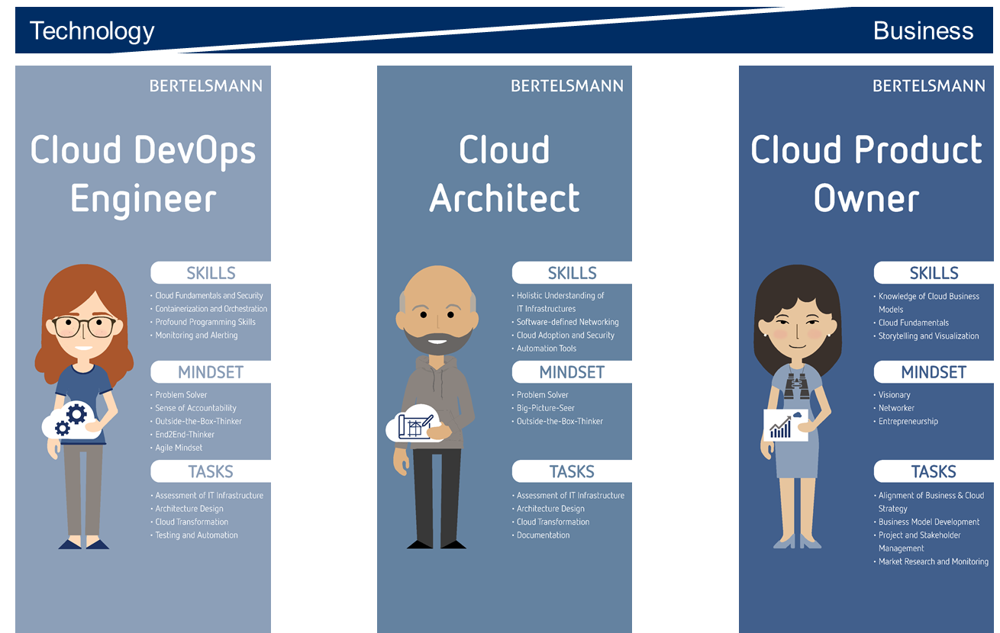 Technology
Business
BERTELSMANN
Cloud DevOps
Engineer
SKILLS
• Cloud Fundamentals and Security
• Containerization and Orchestration
• Profound Programming Skills
• Monitoring and Alerting
MINDSET
• Problem Solver
• Sense of Accountability
• Outside-the-Box-Thinker
• End2End-Thinker
• Agile Mindset
TASKS
• Assessment of IT Infrastructure
• Architecture Design
• Cloud Transformation
• Testing and Automation
BERTELSMANN
Cloud
Architect
SKILLS
• Holistic Understanding of
IT Infrastructures
• Software-defined Networking
• Cloud Adoption and Security
• Automation Tools
MINDSET
• Problem Solver
• Big-Picture-Seer
• Outside-the-Box-Thinker
TASKS
• Assessment of IT Infrastructure
• Architecture Design
• Cloud Transformation
• Documentation
BERTELSMANN
Cloud Product
Owner
SKILLS
• Knowledge of Cloud Business
Models
• Cloud Fundamentals
• Storytelling and Visualization
MINDSET
• Visionary
• Networker
• Entrepreneurship
TASKS
• Alignment of Business & Cloud
Strategy
• Business Model Development
• Project and Stakeholder
Management
• Market Research and Monitoring